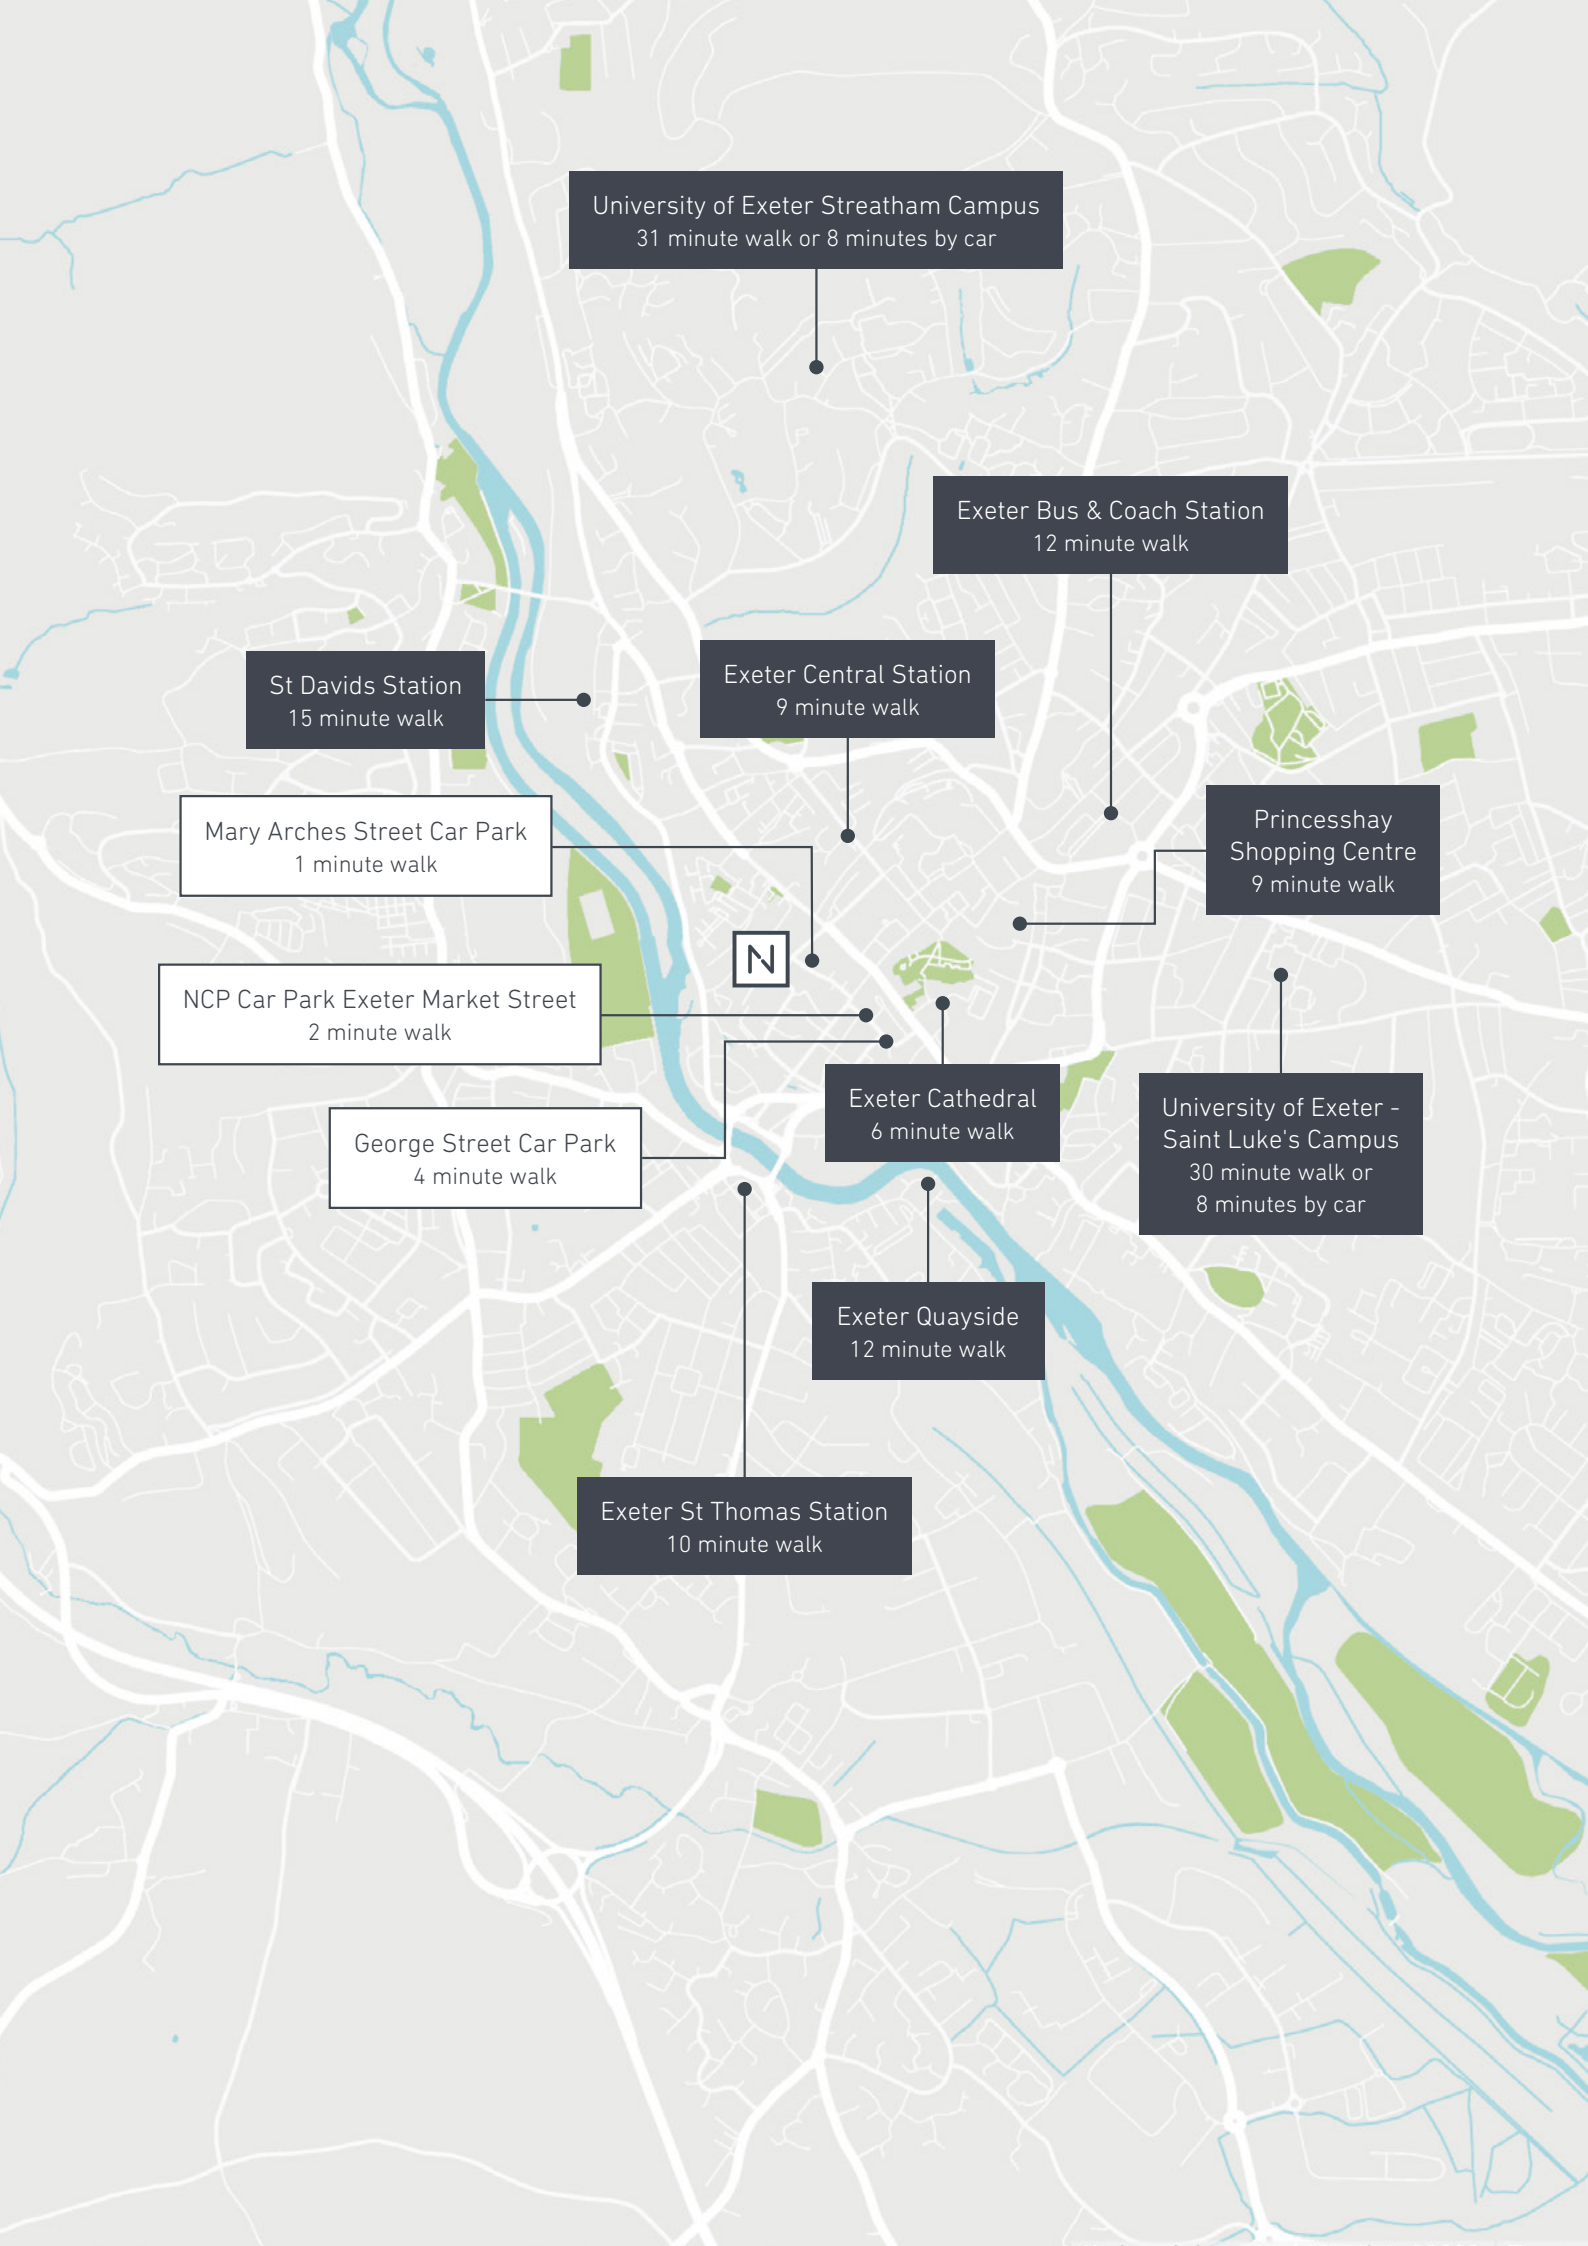 University of Exeter Streatham Campus
31 minute walk or 8 minutes by car
Exeter Bus & Coach Station
12 minute walk
Exeter Central Station
9 minute walk
St Davids Station
15 minute walk
Mary Arches Street Car Park
1 minute walk
Princesshay
Shopping Centre
9 minute walk
N
NCP Car Park Exeter Market Street
2 minute walk
Exeter Cathedral
6 minute walk
University of Exeter -
Saint Luke's Campus
30 minute walk or
8 minutes by car
George Street Car Park
4 minute walk
Exeter Quayside
12 minute walk
Exeter St Thomas Station
10 minute walk